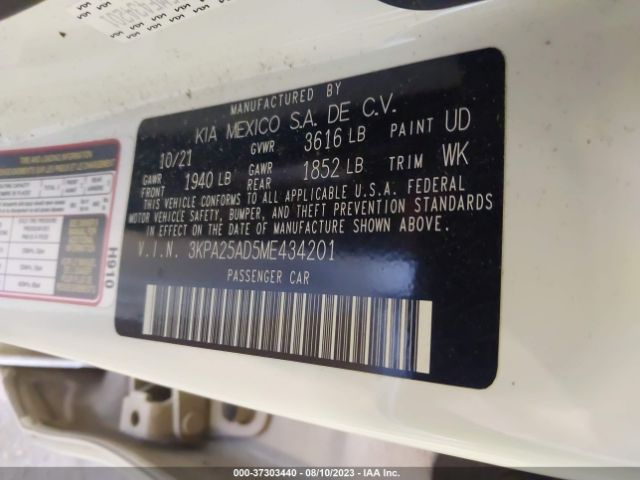 MANUFACTURED BY
KIA MEXICO S.A. DE C.V.
10/21 GVWR 3616 LB PAINT UD
GAWR FRONT 1940 LB GAWR REAR 1852 LB TRIM WK
THIS VEHICLE CONFORMS TO ALL APPLICABLE U.S.A. FEDERAL
MOTOR VEHICLE SAFETY, BUMPER, AND THEFT PREVENTION STANDARDS
IN EFFECT ON THE DATE OF MANUFACTURE SHOWN ABOVE.
V.I.N. 3KPA25AD5ME434201
PASSENGER CAR
H910
000-37303440 - 08/10/2023 - IAA Inc.